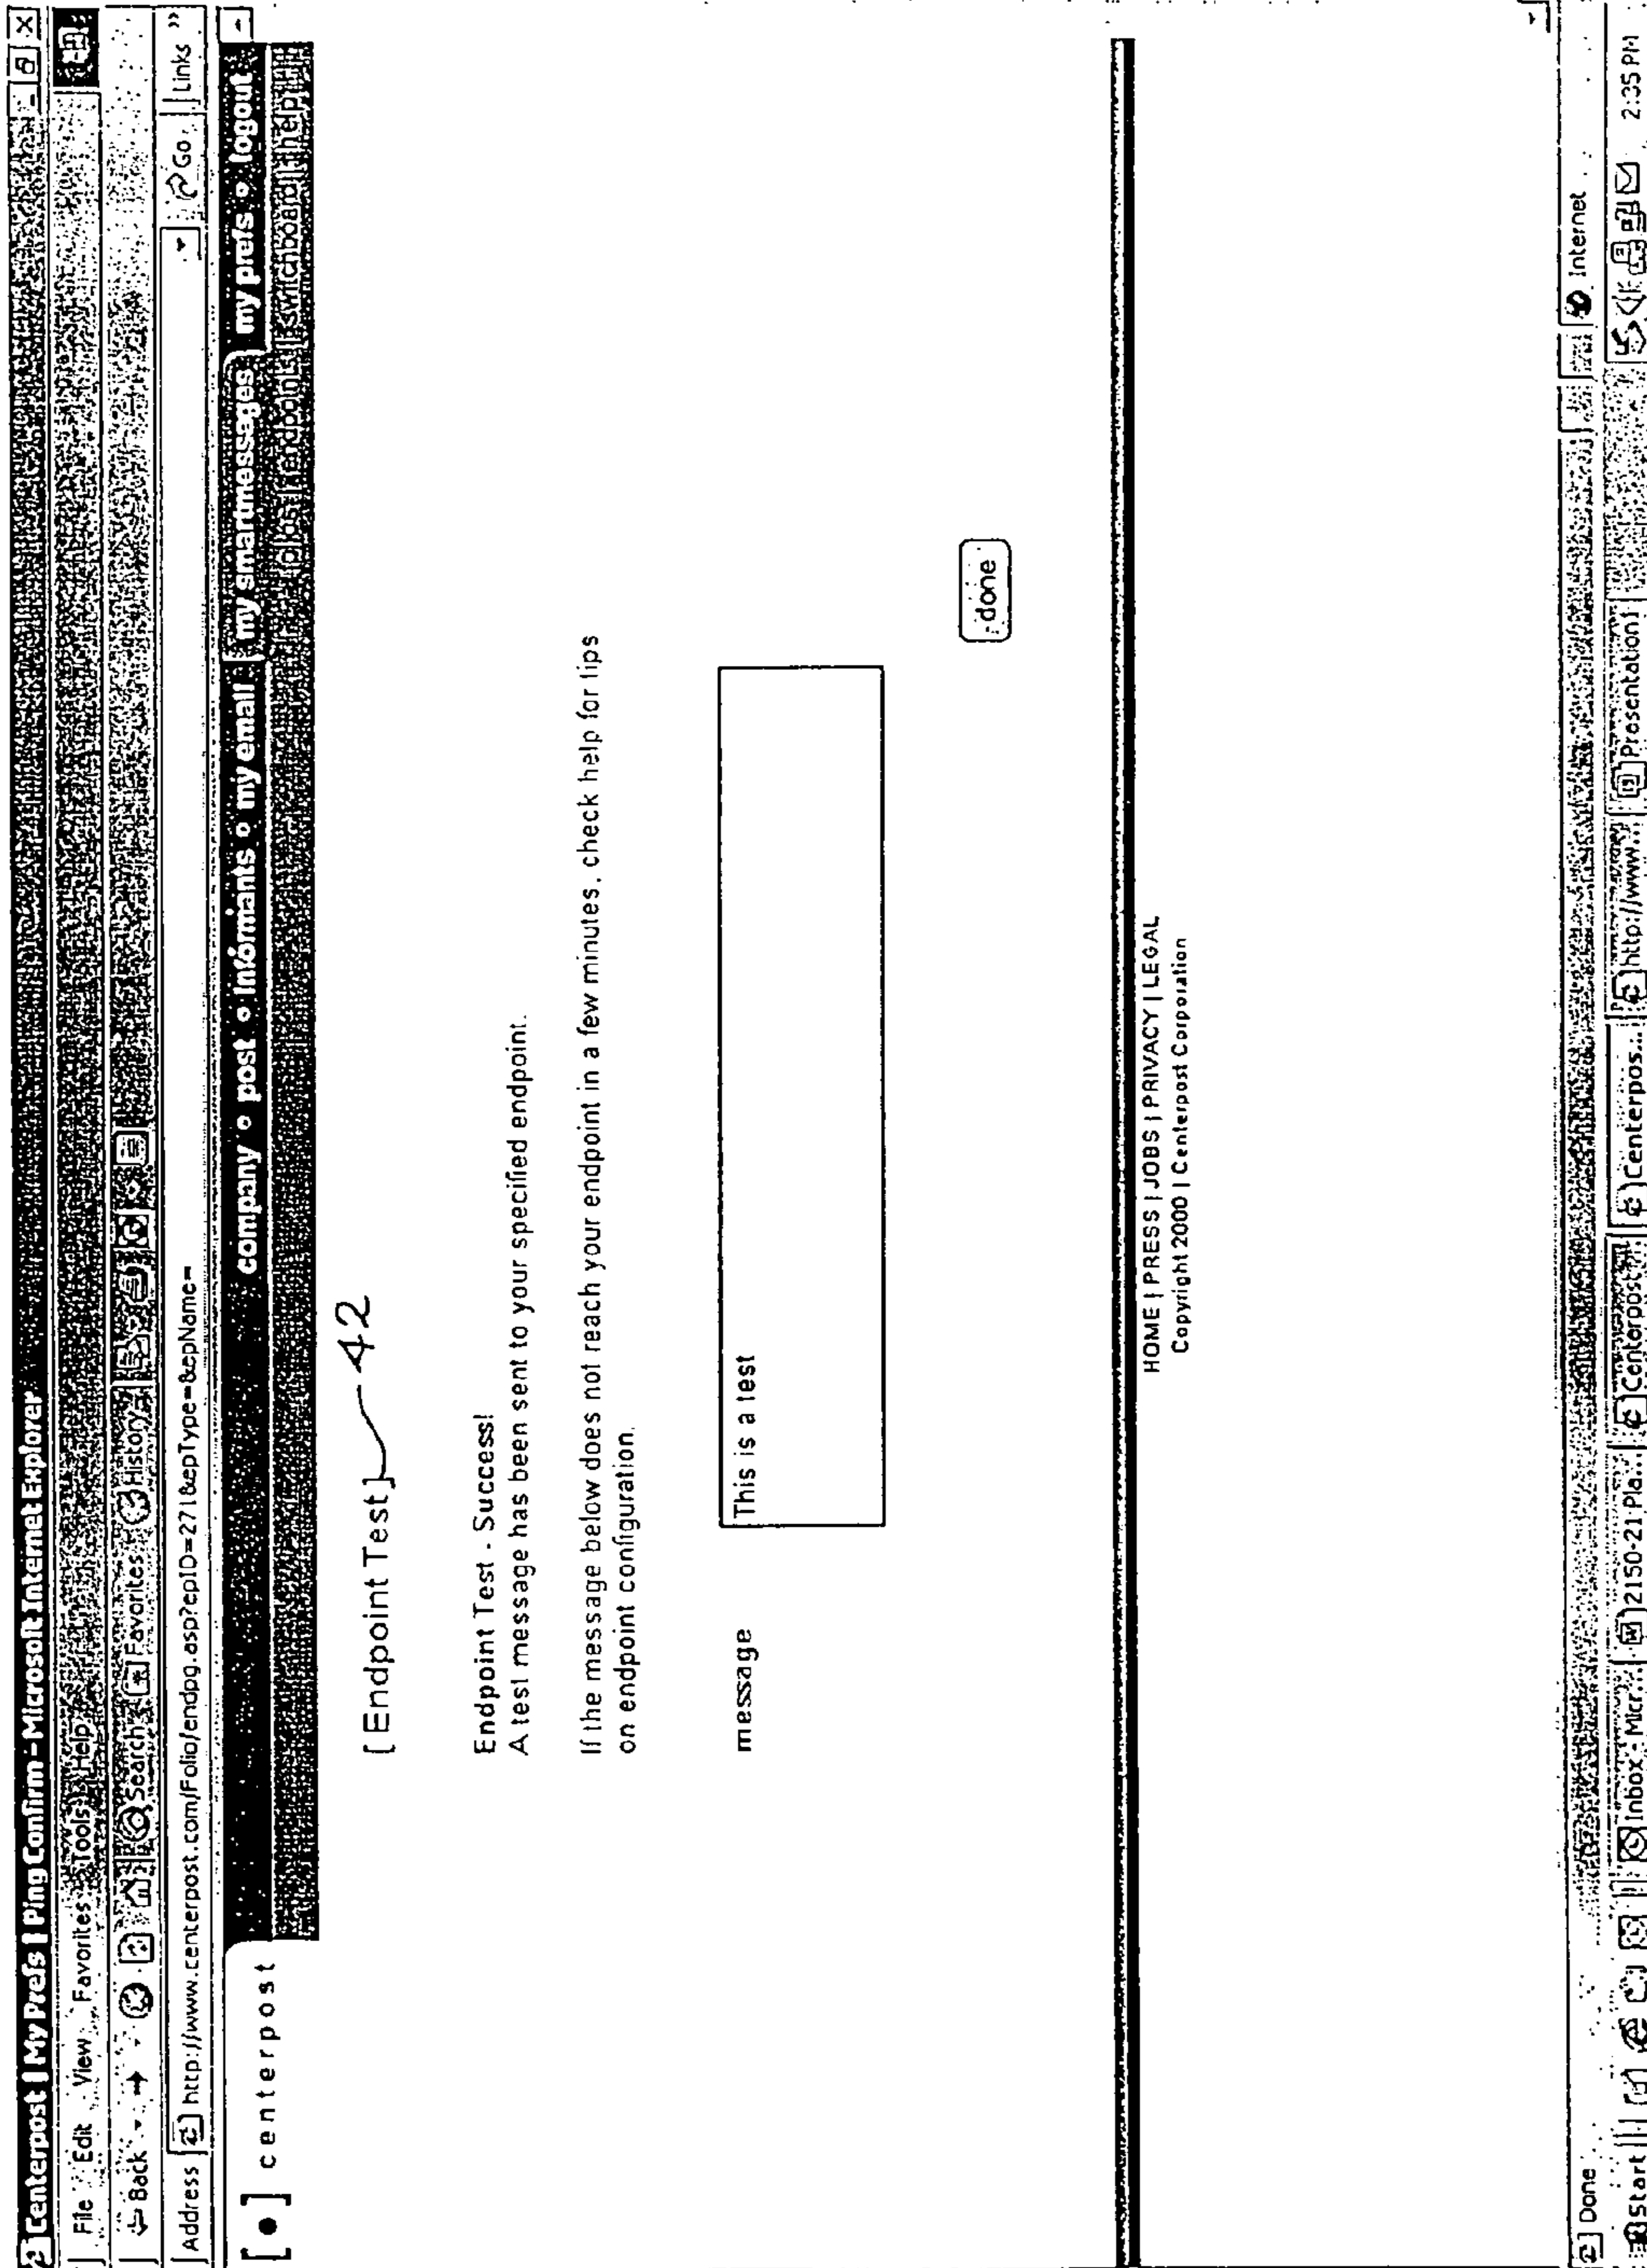 Centerpost | My Prefs | Ping Confirm - Microsoft Internet Explorer
File Edit View Favorites Tools Help
Back Search Favorites History
Address http://www.centerpost.com/Folio/endpg.asp?epID=271&epType=&epName= Go Links »
[•] centerpost
company • post • informants • my email my smartmessages my prefs • logout
endpoints | switchboard | help
[Endpoint Test] 42
Endpoint Test - Success!
A test message has been sent to your specified endpoint.
If the message below does not reach your endpoint in a few minutes, check help for tips
on endpoint configuration.
message This is a test
done
HOME | PRESS | JOBS | PRIVACY | LEGAL
Copyright 2000 | Centerpost Corporation
Done Internet
Start Inbox - Micr... 2150-21 Pla... Centerpost Centerpos... http://www... Presentation1 2:35 PM